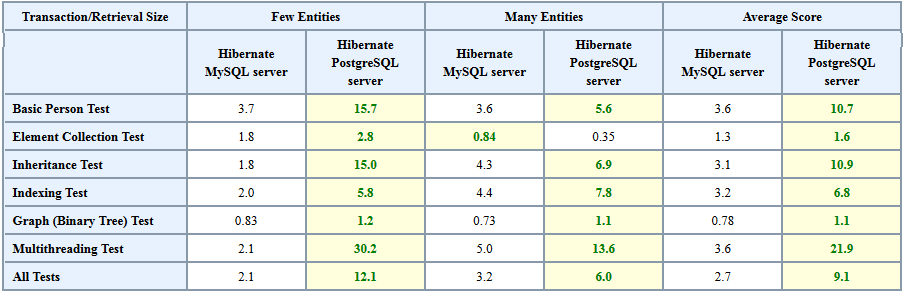 Transaction/Retrieval Size Few Entities Many Entities Average Score
Hibernate MySQL server Hibernate PostgreSQL server Hibernate MySQL server Hibernate PostgreSQL server Hibernate MySQL server Hibernate PostgreSQL server
Basic Person Test 3.7 15.7 3.6 5.6 3.6 10.7
Element Collection Test 1.8 2.8 0.84 0.35 1.3 1.6
Inheritance Test 1.8 15.0 4.3 6.9 3.1 10.9
Indexing Test 2.0 5.8 4.4 7.8 3.2 6.8
Graph (Binary Tree) Test 0.83 1.2 0.73 1.1 0.78 1.1
Multithreading Test 2.1 30.2 5.0 13.6 3.6 21.9
All Tests 2.1 12.1 3.2 6.0 2.7 9.1